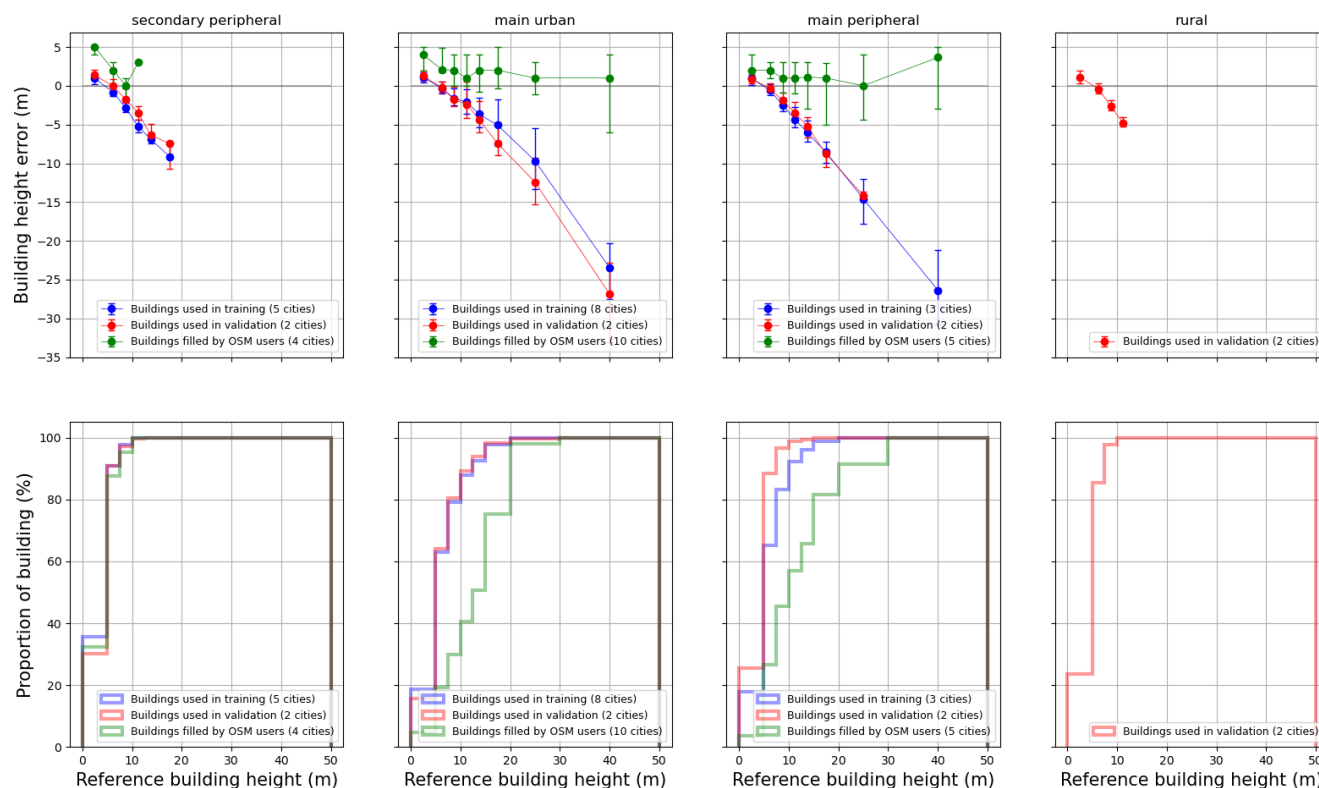 secondary peripheral
main urban
main peripheral
rural
Building height error (m)
5
0
−5
−10
−15
−20
−25
−30
−35
Buildings used in training (5 cities)
Buildings used in validation (2 cities)
Buildings filled by OSM users (4 cities)
Buildings used in training (8 cities)
Buildings used in validation (2 cities)
Buildings filled by OSM users (10 cities)
Buildings used in training (3 cities)
Buildings used in validation (2 cities)
Buildings filled by OSM users (5 cities)
Buildings used in validation (2 cities)
Proportion of building (%)
100
80
60
40
20
0
Buildings used in training (5 cities)
Buildings used in validation (2 cities)
Buildings filled by OSM users (4 cities)
Buildings used in training (8 cities)
Buildings used in validation (2 cities)
Buildings filled by OSM users (10 cities)
Buildings used in training (3 cities)
Buildings used in validation (2 cities)
Buildings filled by OSM users (5 cities)
Buildings used in validation (2 cities)
0 10 20 30 40 50
0 10 20 30 40 50
0 10 20 30 40 50
0 10 20 30 40 50
Reference building height (m)
Reference building height (m)
Reference building height (m)
Reference building height (m)